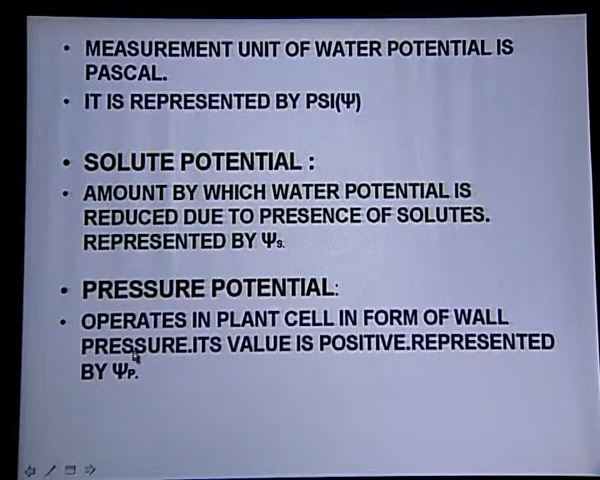 • MEASUREMENT UNIT OF WATER POTENTIAL IS
PASCAL.
• IT IS REPRESENTED BY PSI(Ψ)
• SOLUTE POTENTIAL :
• AMOUNT BY WHICH WATER POTENTIAL IS
REDUCED DUE TO PRESENCE OF SOLUTES.
REPRESENTED BY Ψs.
• PRESSURE POTENTIAL:
• OPERATES IN PLANT CELL IN FORM OF WALL
PRESSURE.ITS VALUE IS POSITIVE.REPRESENTED
BY ΨP.